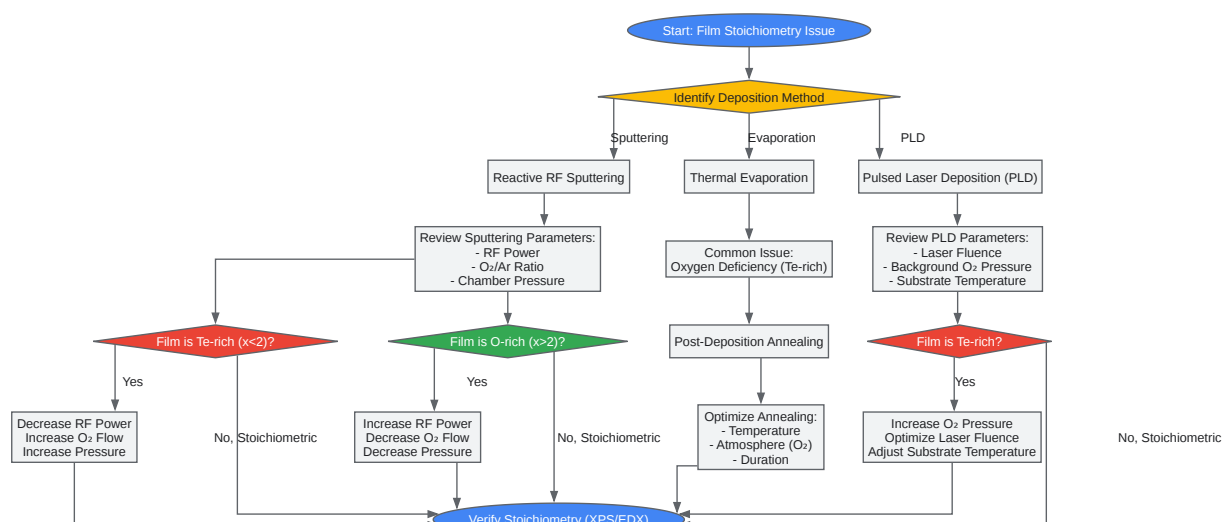 Start: Film Stoichiometry Issue
Identify Deposition Method
Sputtering
Evaporation
PLD
Reactive RF Sputtering
Thermal Evaporation
Pulsed Laser Deposition (PLD)
Review Sputtering Parameters:
- RF Power
- O₂/Ar Ratio
- Chamber Pressure
Common Issue:
Oxygen Deficiency (Te-rich)
Review PLD Parameters:
- Laser Fluence
- Background O₂ Pressure
- Substrate Temperature
Film is Te-rich (x<2)?
Film is O-rich (x>2)?
Post-Deposition Annealing
Film is Te-rich?
Yes
Yes
Yes
Decrease RF Power
Increase O₂ Flow
Increase Pressure
No, Stoichiometric
Increase RF Power
Decrease O₂ Flow
Decrease Pressure
No, Stoichiometric
Optimize Annealing:
- Temperature
- Atmosphere (O₂)
- Duration
Increase O₂ Pressure
Optimize Laser Fluence
Adjust Substrate Temperature
No, Stoichiometric
Verify Stoichiometry (XPS/EDX)